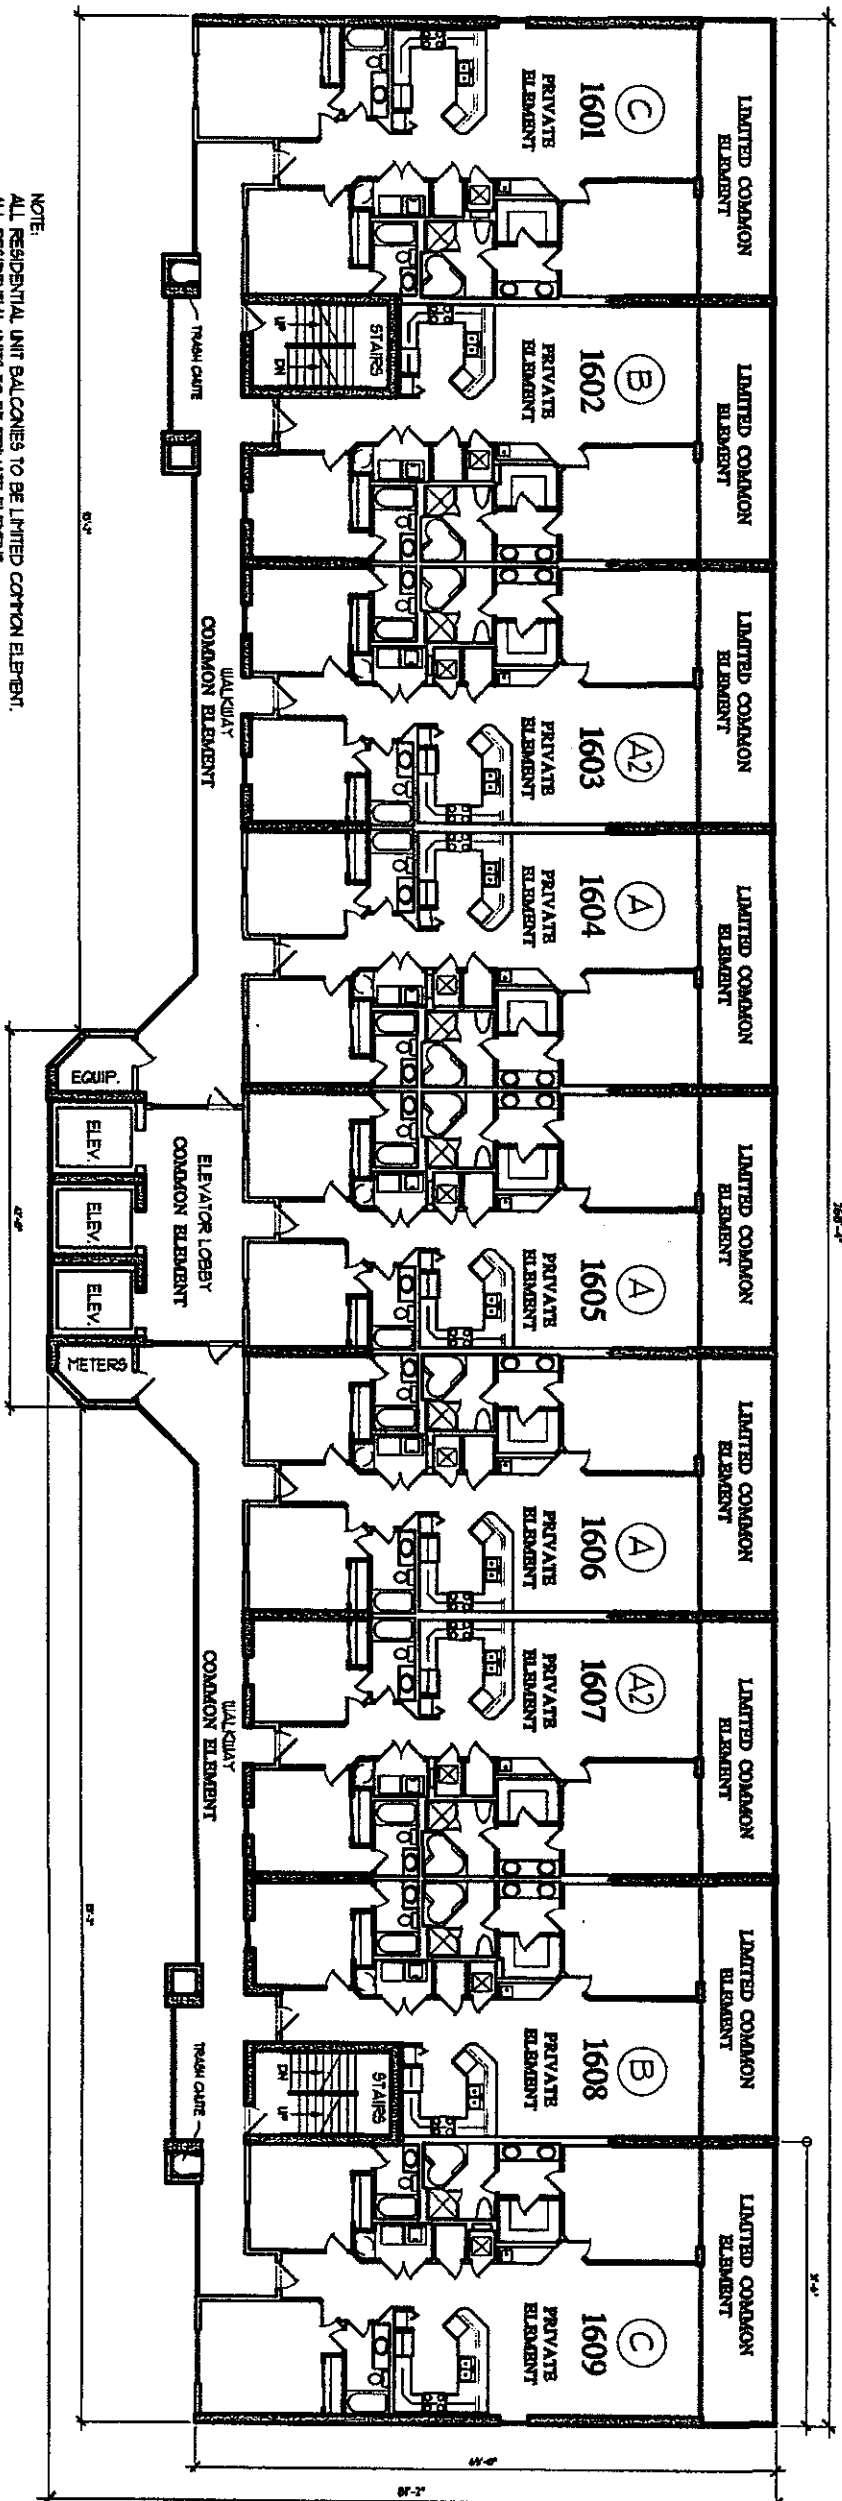 268'-4"
LIMITED COMMON
ELEMENT
LIMITED COMMON
ELEMENT
LIMITED COMMON
ELEMENT
LIMITED COMMON
ELEMENT
LIMITED COMMON
ELEMENT
LIMITED COMMON
ELEMENT
LIMITED COMMON
ELEMENT
LIMITED COMMON
ELEMENT
LIMITED COMMON
ELEMENT
C
1601
PRIVATE
ELEMENT
B
1602
PRIVATE
ELEMENT
A2
1603
PRIVATE
ELEMENT
A
1604
PRIVATE
ELEMENT
A
1605
PRIVATE
ELEMENT
A
1606
PRIVATE
ELEMENT
A2
1607
PRIVATE
ELEMENT
B
1608
PRIVATE
ELEMENT
C
1609
PRIVATE
ELEMENT
STAIRS
UP
DN
STAIRS
DN
UP
TRASH CHUTE
WALKWAY
COMMON ELEMENT
ELEVATOR LOBBY
COMMON ELEMENT
WALKWAY
COMMON ELEMENT
TRASH CHUTE
EQUIP.
ELEV.
ELEV.
ELEV.
METERS
81'-2"
NOTE:
ALL RESIDENTIAL UNIT BALCONIES TO BE LIMITED COMMON ELEMENT.